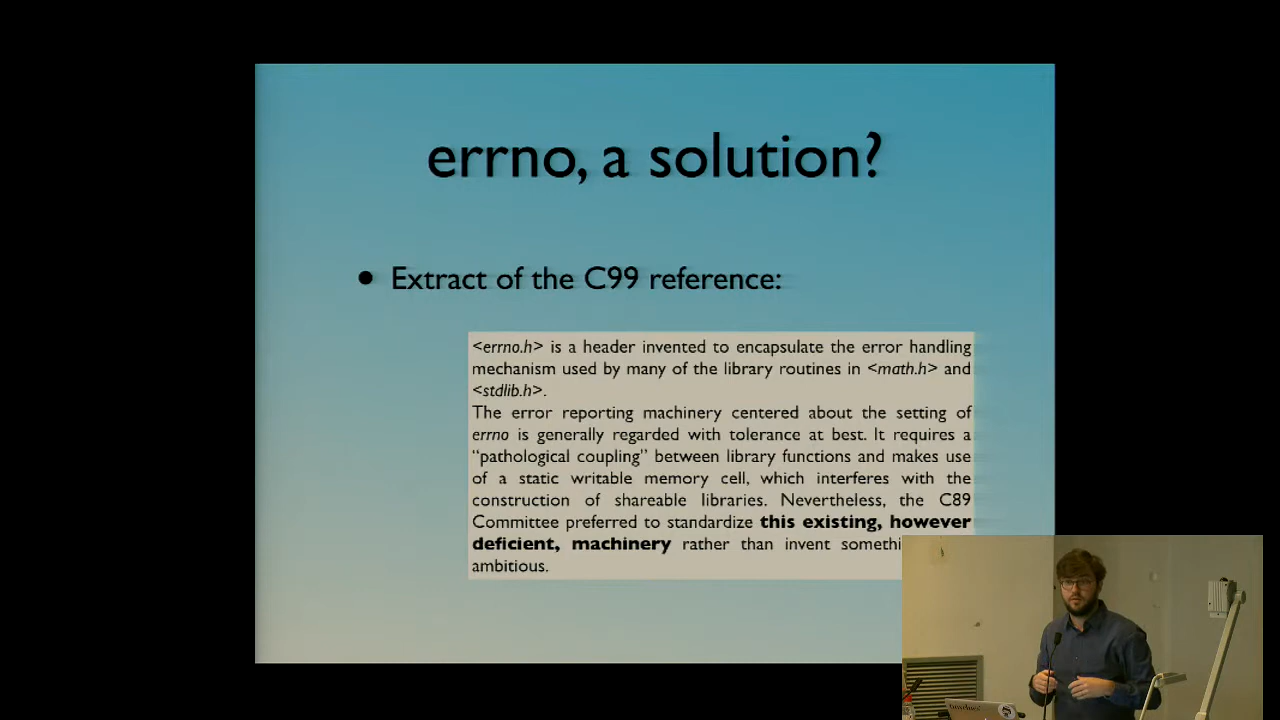 errno, a solution?
• Extract of the C99 reference:
<errno.h> is a header invented to encapsulate the error handling
mechanism used by many of the library routines in <math.h> and
<stdlib.h>.
The error reporting machinery centered about the setting of
errno is generally regarded with tolerance at best. It requires a
“pathological coupling” between library functions and makes use
of a static writable memory cell, which interferes with the
construction of shareable libraries. Nevertheless, the C89
Committee preferred to standardize this existing, however
deficient, machinery rather than invent somethi
ambitious.